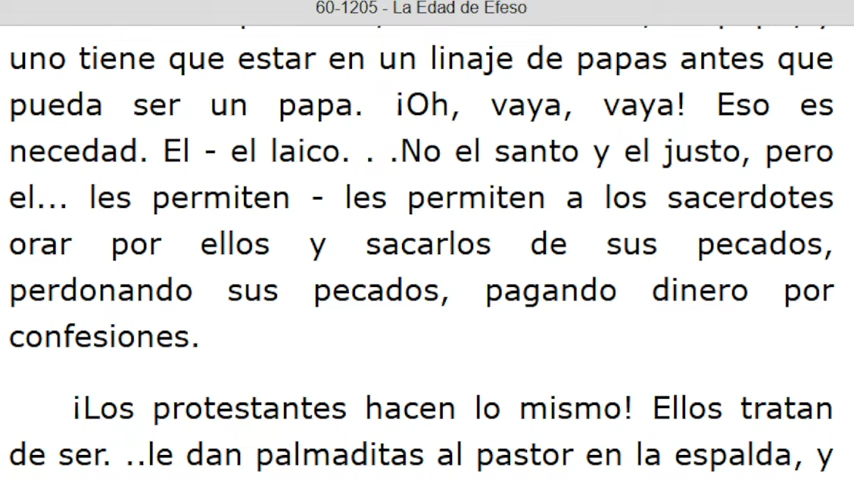 60-1205 - La Edad de Efeso
uno tiene que estar en un linaje de papas antes que
pueda ser un papa. ¡Oh, vaya, vaya! Eso es
necedad. El - el laico. . .No el santo y el justo, pero
el... les permiten - les permiten a los sacerdotes
orar por ellos y sacarlos de sus pecados,
perdonando sus pecados, pagando dinero por
confesiones.
¡Los protestantes hacen lo mismo! Ellos tratan
de ser. ..le dan palmaditas al pastor en la espalda, y